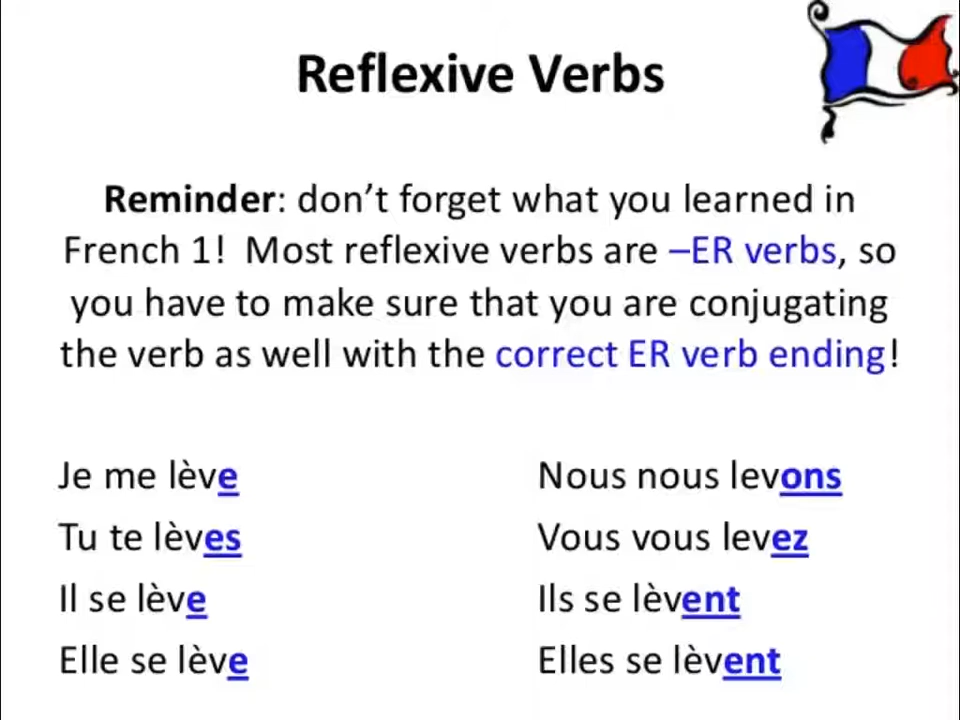 Reflexive Verbs
Reminder: don’t forget what you learned in
French 1!  Most reflexive verbs are –ER verbs, so
you have to make sure that you are conjugating
the verb as well with the correct ER verb ending!
Je me lève
Tu te lèves
Il se lève
Elle se lève
Nous nous levons
Vous vous levez
Ils se lèvent
Elles se lèvent